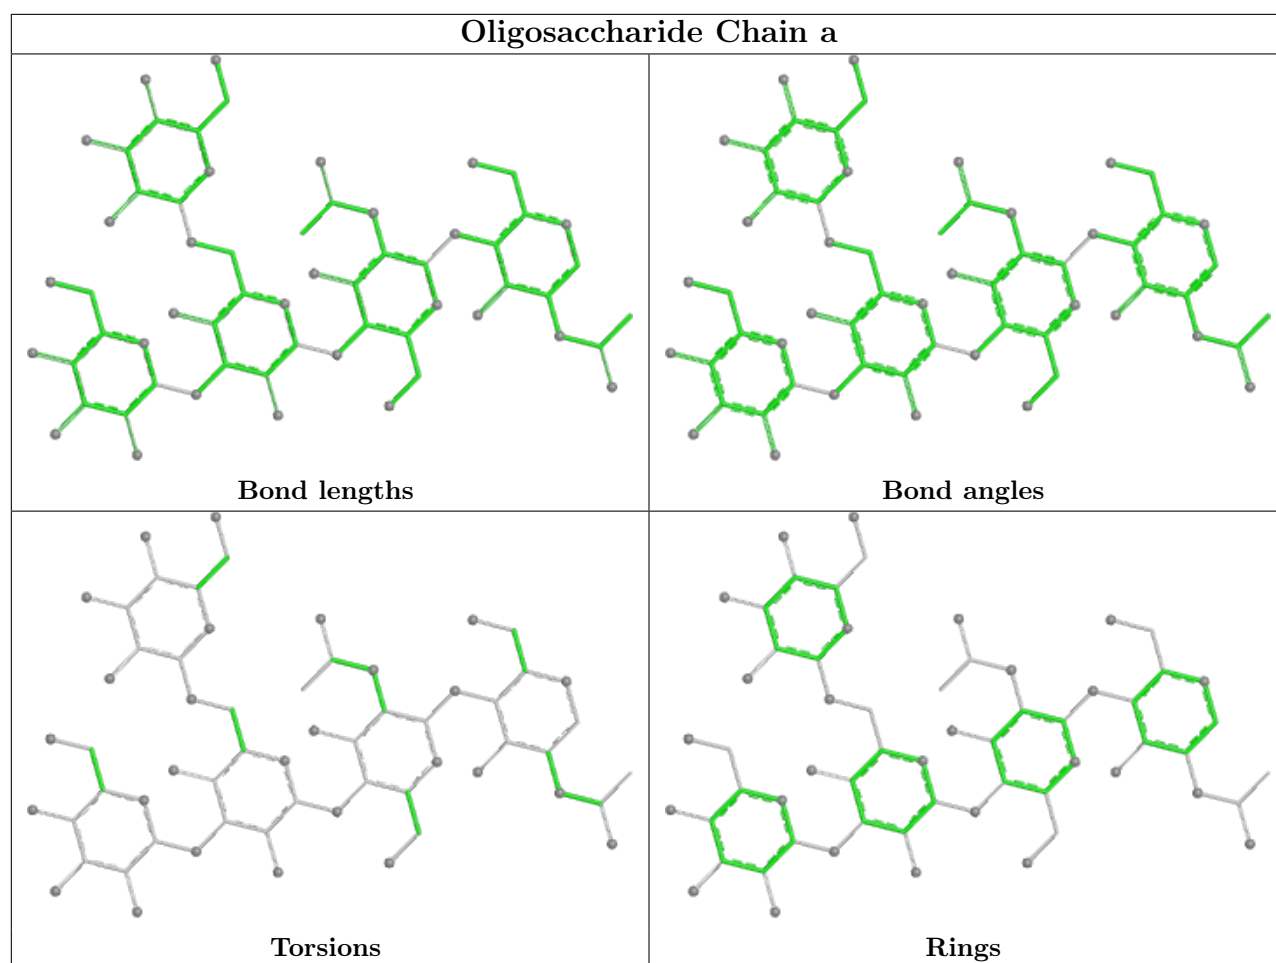 Oligosaccharide Chain a
Bond lengths
Bond angles
Torsions
Rings